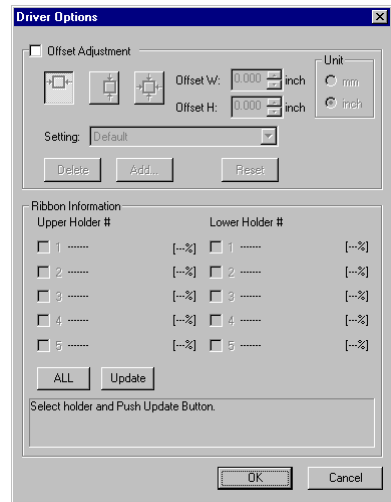 Driver Options
Offset Adjustment
Unit
Offset W: 0.000 inch
mm
Offset H: 0.000 inch
inch
Setting: Default
Delete Add... Reset
Ribbon Information
Upper Holder # Lower Holder #
1 ------- [---%] 1 ------- [---%]
2 ------- [---%] 2 ------- [---%]
3 ------- [---%] 3 ------- [---%]
4 ------- [---%] 4 ------- [---%]
5 ------- [---%] 5 ------- [---%]
ALL Update
Select holder and Push Update Button.
OK Cancel